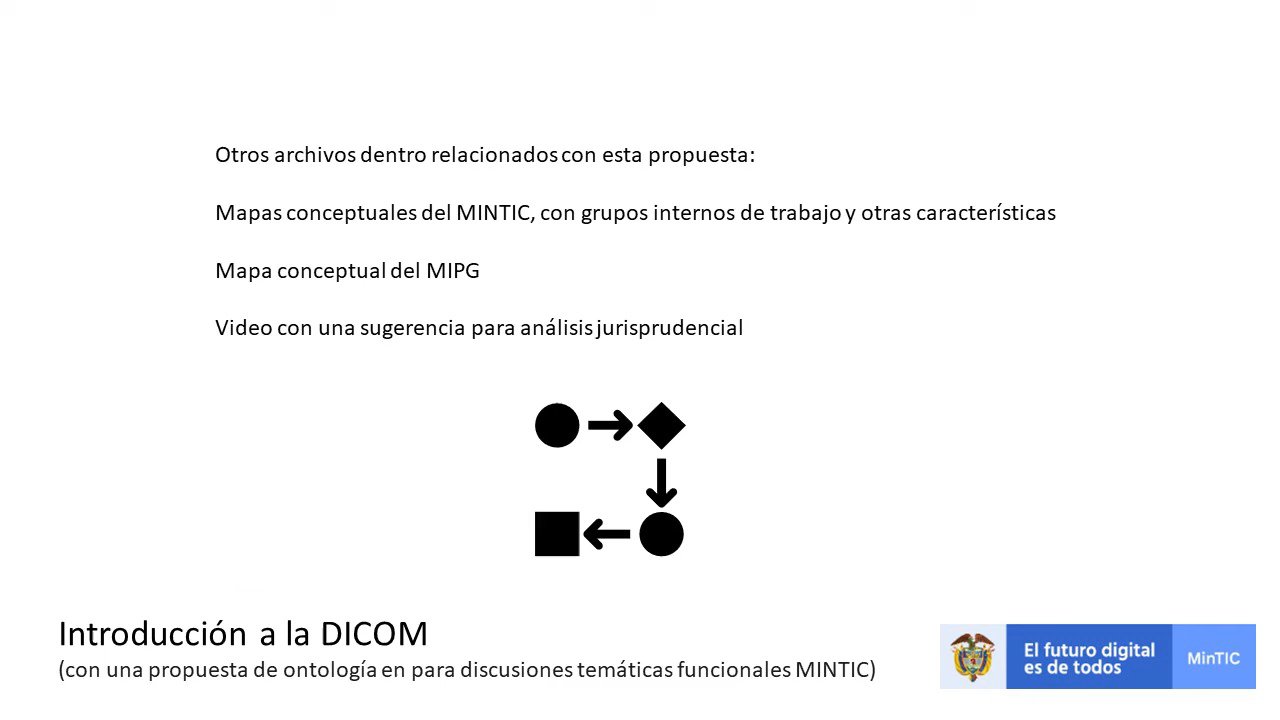 Otros archivos dentro relacionados con esta propuesta:
Mapas conceptuales del MINTIC, con grupos internos de trabajo y otras características
Mapa conceptual del MIPG
Video con una sugerencia para análisis jurisprudencial
Introducción a la DICOM
(con una propuesta de ontología en para discusiones temáticas funcionales MINTIC)
El futuro digital
es de todos
MinTIC